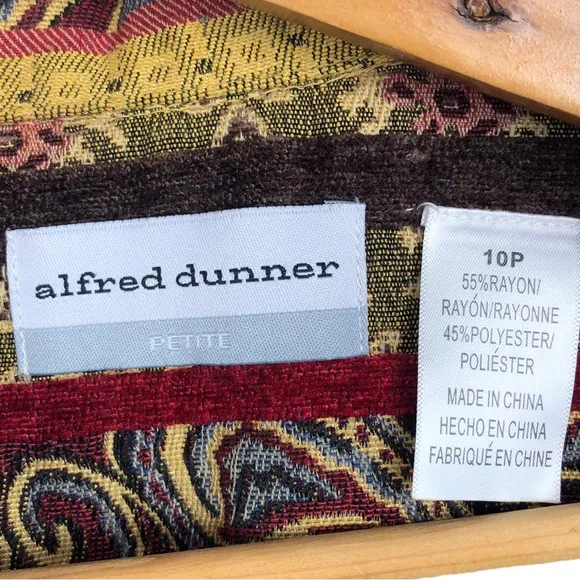 alfred dunner
PETITE
10P
55%RAYON/
RAYÓN/RAYONNE
45%POLYESTER/
POLIÉSTER
MADE IN CHINA
HECHO EN CHINA
FABRIQUÉ EN CHINE